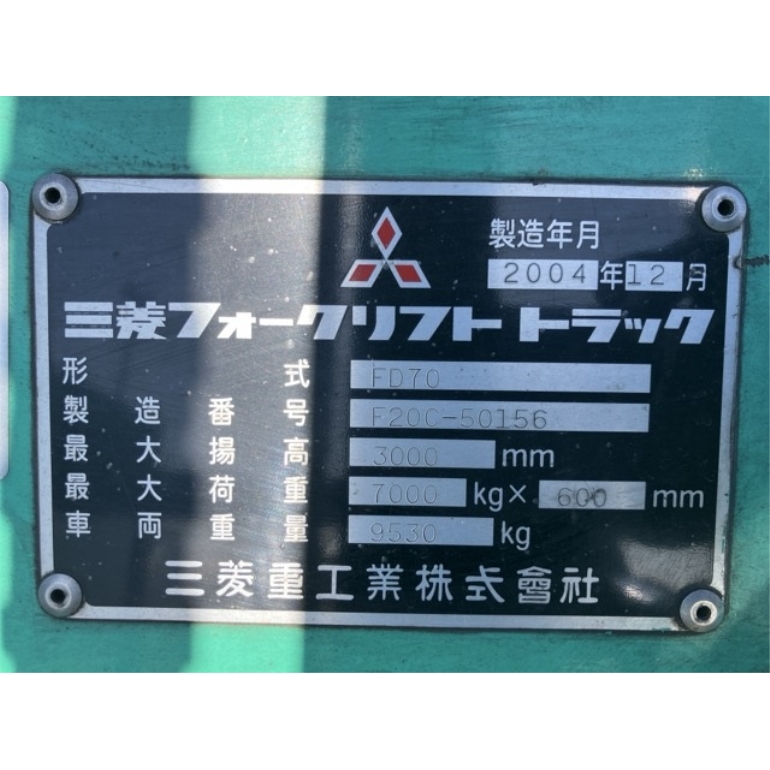 製造年月
2004年12月
三菱フォークリフトトラック
形式 FD70
製造番号 F20C-50156
最大揚高 3000 mm
最大荷重 7000 kg× 600 mm
車両重量 9530 kg
三菱重工業株式會社